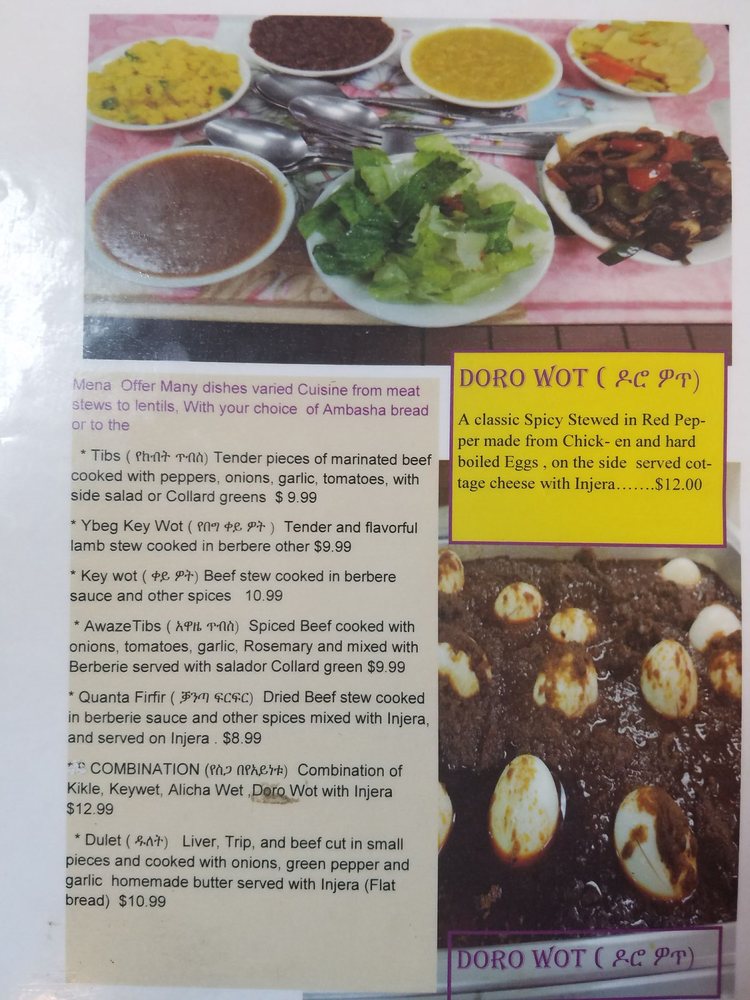 Mena Offer Many dishes varied Cuisine from meat
stews to lentils, With your choice of Ambasha bread
or to the
* Tibs ( የከብት ጥብስ) Tender pieces of marinated beef
cooked with peppers, onions, garlic, tomatoes, with
side salad or Collard greens $ 9.99
* Ybeg Key Wot ( የበግ ቀይ ዎት ) Tender and flavorful
lamb stew cooked in berbere other $9.99
* Key wot ( ቀይ ዎት) Beef stew cooked in berbere
sauce and other spices 10.99
* AwazeTibs ( አዋዜ ጥብስ) Spiced Beef cooked with
onions, tomatoes, garlic, Rosemary and mixed with
Berberie served with salador Collard green $9.99
* Quanta Firfir ( ቛንጣ ፍርፍር) Dried Beef stew cooked
in berberie sauce and other spices mixed with Injera,
and served on Injera . $8.99
* COMBINATION (የስጋ በየአይነቱ) Combination of
Kikle, Keywet, Alicha Wet ,Doro Wot with Injera
$12.99
* Dulet ( ዱለት) Liver, Trip, and beef cut in small
pieces and cooked with onions, green pepper and
garlic homemade butter served with Injera (Flat
bread) $10.99
DORO WOT ( ዶሮ ዎጥ)
A classic Spicy Stewed in Red Pep-
per made from Chick- en and hard
boiled Eggs , on the side served cot-
tage cheese with Injera…….$12.00
DORO WOT ( ዶሮ ዎጥ)